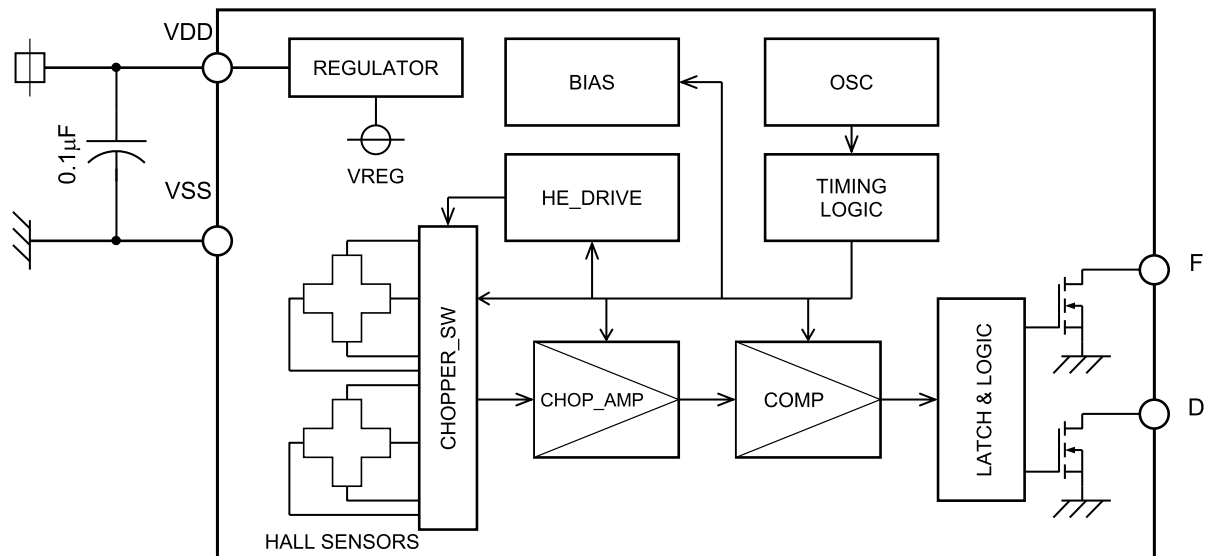 VDD
REGULATOR
BIAS
OSC
0.1µF
VREG
VSS
HE_DRIVE
TIMING
LOGIC
F
CHOPPER_SW
CHOP_AMP
COMP
LATCH & LOGIC
D
HALL SENSORS